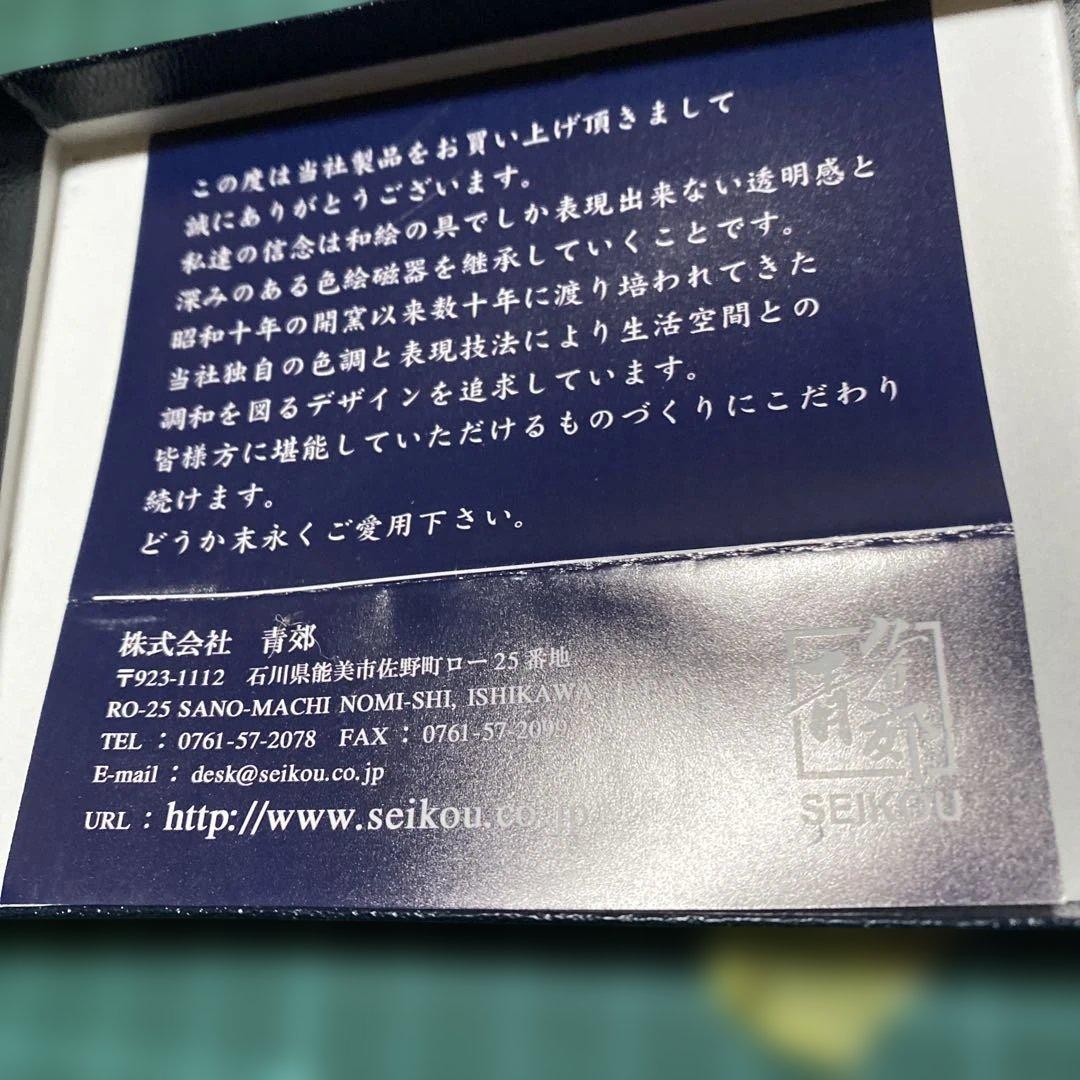 この度は当社製品をお買い上げ頂きまして
誠にありがとうございます。
私達の信念は和絵の具でしか表現出来ない透明感と
深みのある色絵磁器を継承していくことです。
昭和十年の開窯以来数十年に渡り培われてきた
当社独自の色調と表現技法により生活空間との
調和を図るデザインを追求しています。
皆様方に堪能していただけるものづくりにこだわり
続けます。
どうか末永くご愛用下さい。
株式会社 青郊
〒923-1112 石川県能美市佐野町ロー25番地
RO-25 SANO-MACHI NOMI-SHI, ISHIKAWA
TEL : 0761-57-2078 FAX : 0761-57-2099
E-mail : desk@seikou.co.jp
URL : http://www.seikou.co.jp
青郊
SEIKOU